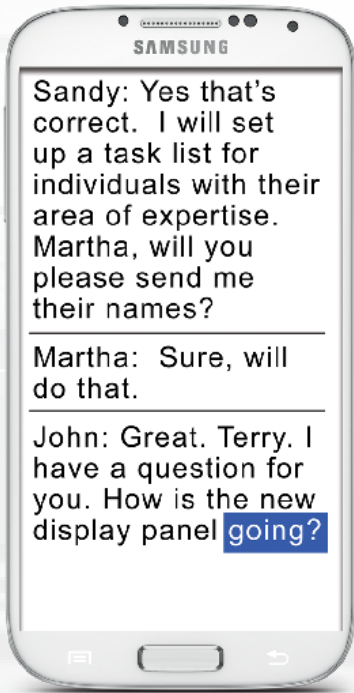 SAMSUNG
Sandy: Yes that's
correct.  I will set
up a task list for
individuals with their
area of expertise.
Martha, will you
please send me
their names?
Martha:  Sure, will
do that.
John: Great. Terry. I
have a question for
you. How is the new
display panel going?